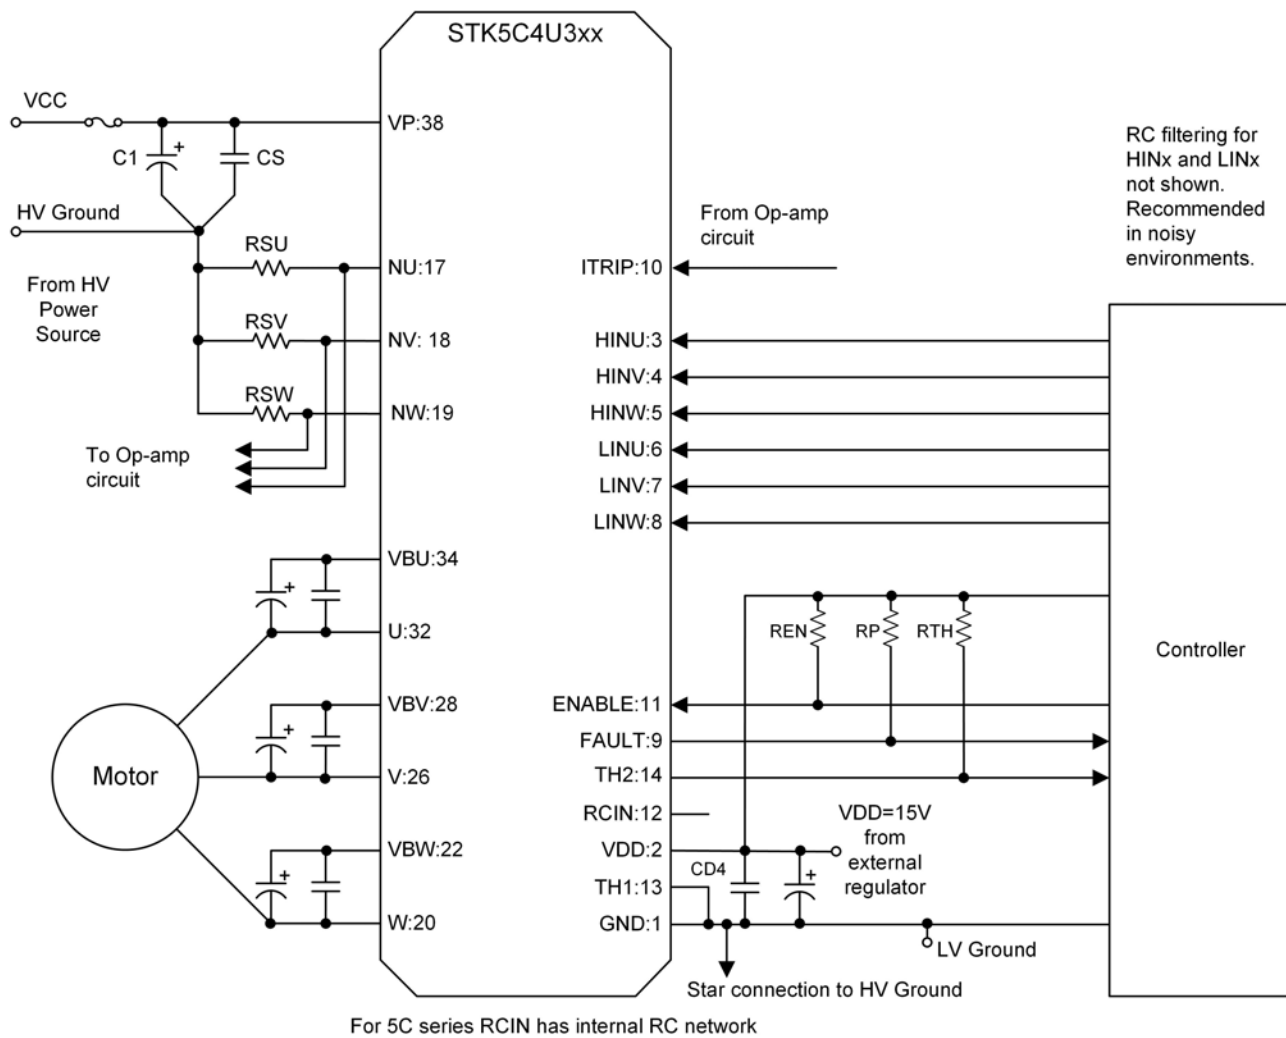 STK5C4U3xx
VCC
VP:38
C1
+
CS
HV Ground
RSU
NU:17
From HV
Power
Source
RSV
NV: 18
RSW
NW:19
To Op-amp
circuit
VBU:34
+
U:32
VBV:28
+
V:26
Motor
VBW:22
+
W:20
From Op-amp
circuit
ITRIP:10
RC filtering for
HINx and LINx
not shown.
Recommended
in noisy
environments.
HINU:3
HINV:4
HINW:5
LINU:6
LINV:7
LINW:8
REN
RP
RTH
Controller
ENABLE:11
FAULT:9
TH2:14
RCIN:12
VDD=15V
from
external
regulator
VDD:2
CD4
+
TH1:13
GND:1
LV Ground
Star connection to HV Ground
For 5C series RCIN has internal RC network